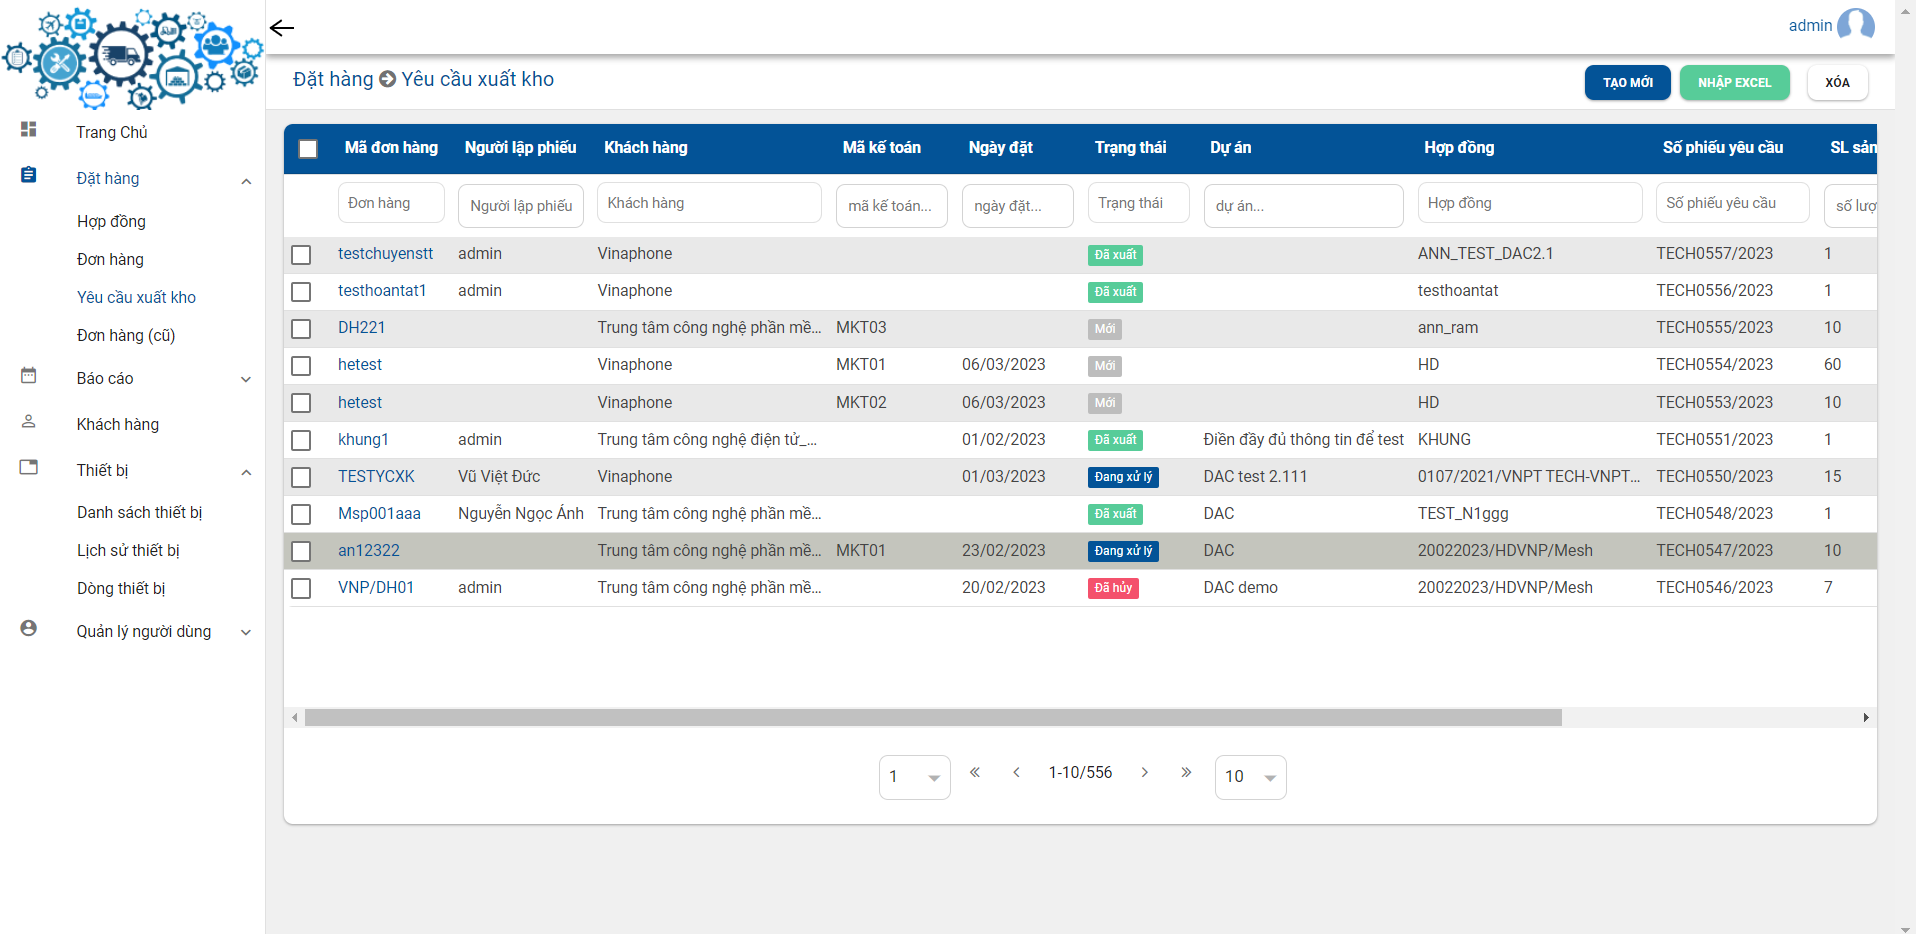 admin
Đặt hàng Yêu cầu xuất kho
TẠO MỚI NHẬP EXCEL XÓA
Trang Chủ
Đặt hàng
Hợp đồng
Đơn hàng
Yêu cầu xuất kho
Đơn hàng (cũ)
Báo cáo
Khách hàng
Thiết bị
Danh sách thiết bị
Lịch sử thiết bị
Dòng thiết bị
Quản lý người dùng
Mã đơn hàng Người lập phiếu Khách hàng Mã kế toán Ngày đặt Trạng thái Dự án Hợp đồng Số phiếu yêu cầu SL sản
Đơn hàng Người lập phiếu Khách hàng mã kế toán... ngày đặt... Trạng thái dự án... Hợp đồng Số phiếu yêu cầu số lượ
testchuyenstt admin Vinaphone Đã xuất ANN_TEST_DAC2.1 TECH0557/2023 1
testhoantat1 admin Vinaphone Đã xuất testhoantat TECH0556/2023 1
DH221 Trung tâm công nghệ phần mề... MKT03 Mới ann_ram TECH0555/2023 10
hetest Vinaphone MKT01 06/03/2023 Mới HD TECH0554/2023 60
hetest Vinaphone MKT02 06/03/2023 Mới HD TECH0553/2023 10
khung1 admin Trung tâm công nghệ điện tử_... 01/02/2023 Đã xuất Điền đầy đủ thông tin để test KHUNG TECH0551/2023 1
TESTYCXK Vũ Việt Đức Vinaphone 01/03/2023 Đang xử lý DAC test 2.111 0107/2021/VNPT TECH-VNPT... TECH0550/2023 15
Msp001aaa Nguyễn Ngọc Ánh Trung tâm công nghệ phần mề... Đã xuất DAC TEST_N1ggg TECH0548/2023 1
an12322 Trung tâm công nghệ phần mề... MKT01 23/02/2023 Đang xử lý DAC 20022023/HDVNP/Mesh TECH0547/2023 10
VNP/DH01 admin Trung tâm công nghệ phần mề... 20/02/2023 Đã hủy DAC demo 20022023/HDVNP/Mesh TECH0546/2023 7
1 1-10/556 10